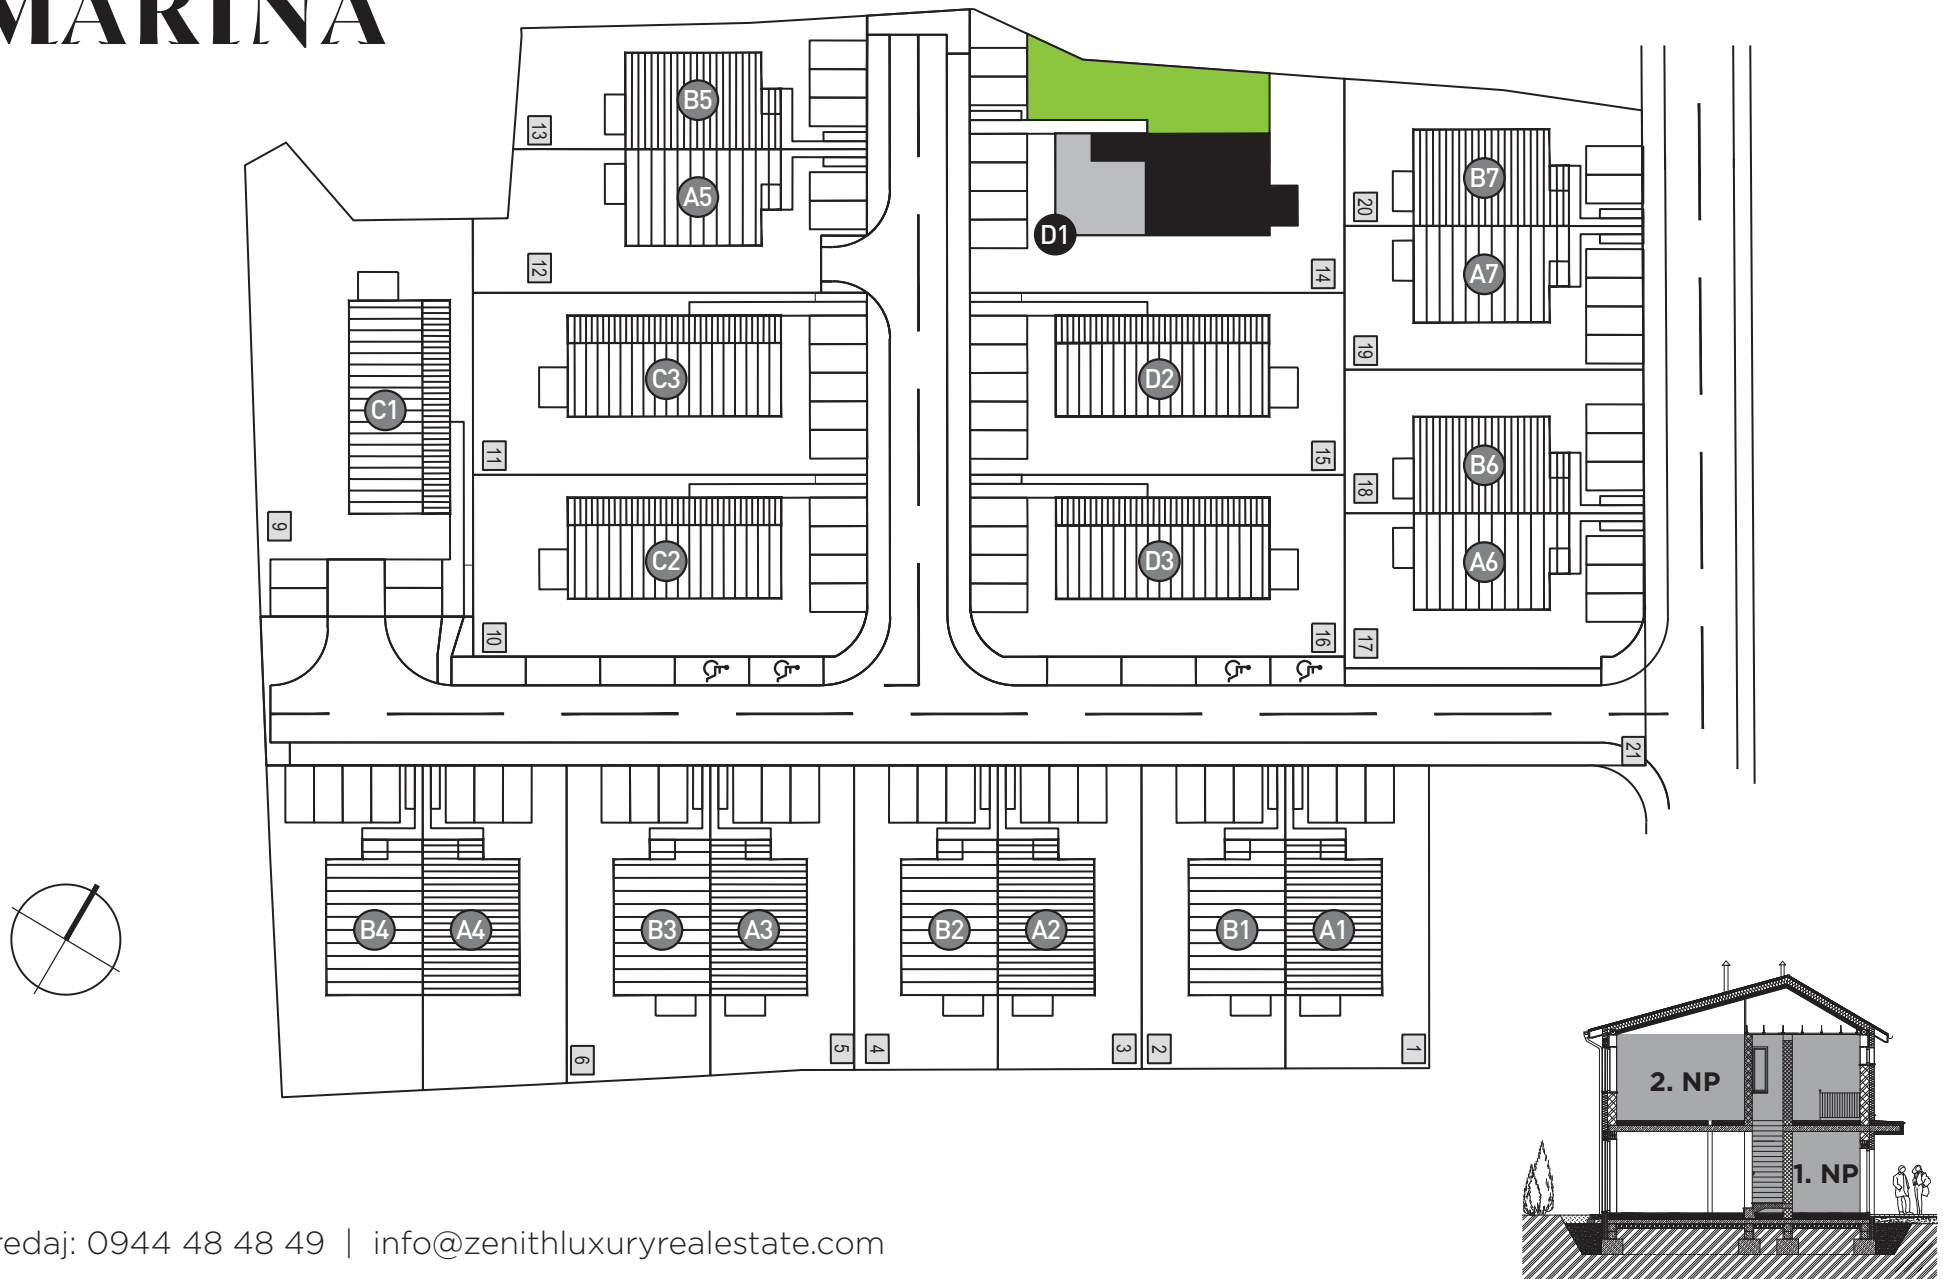 MARINA
B5
13
A5
12
D1
14
B7
20
A7
19
C1
C3
11
D2
15
B6
18
9
C2
10
D3
16
A6
17
21
B4
A4
B3
A3
B2
A2
B1
A1
6
5
4
3
2
1
2. NP
1. NP
redaj: 0944 48 48 49 | info@zenithluxuryrealestate.com